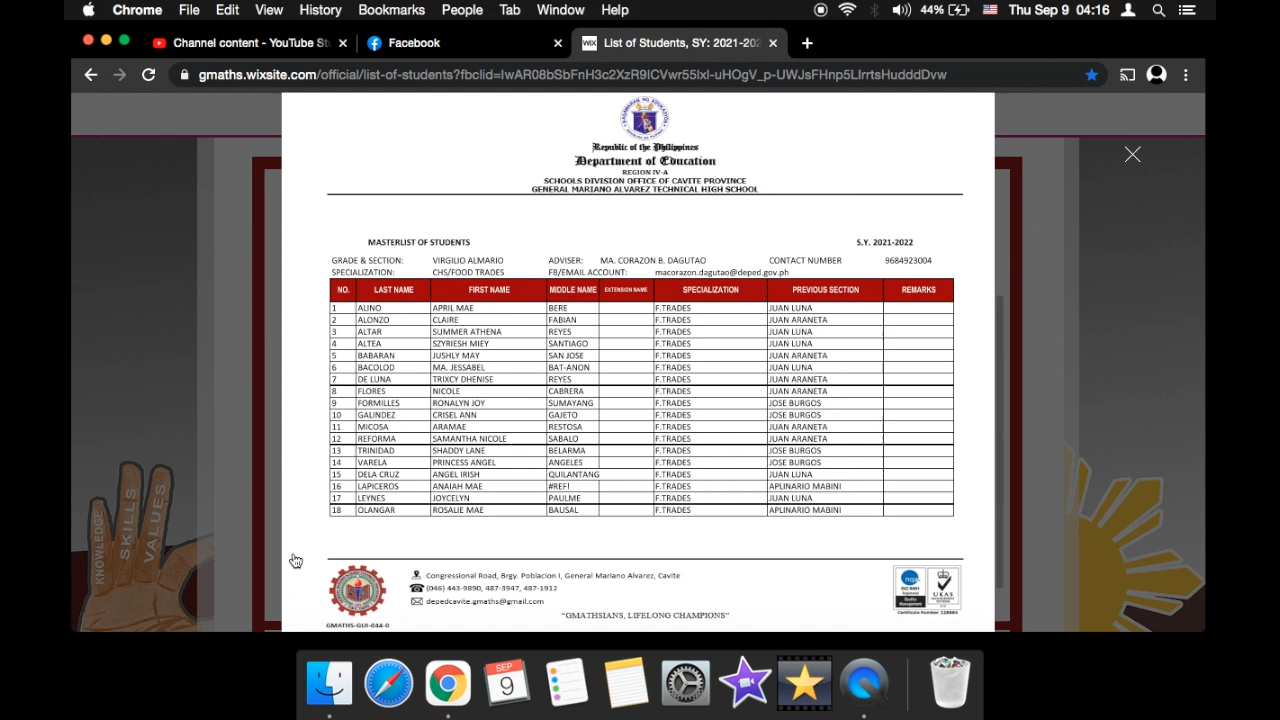 Chrome File Edit View History Bookmarks People Tab Window Help 44% Thu Sep 9 04:16
Channel content - YouTube St Facebook WIX List of Students, SY: 2021-202
gmaths.wixsite.com/official/list-of-students?fbclid=IwAR08bSbFnH3c2XzR9ICVwr55lxl-uHOgV_p-UWJsFHnp5LIrrtsHudddDvw
Republic of the Philippines
Department of Education
REGION IV-A
SCHOOLS DIVISION OFFICE OF CAVITE PROVINCE
GENERAL MARIANO ALVAREZ TECHNICAL HIGH SCHOOL
MASTERLIST OF STUDENTS S.Y. 2021-2022
GRADE & SECTION: VIRGILIO ALMARIO ADVISER: MA. CORAZON B. DAGUTAO CONTACT NUMBER 9684923004
SPECIALIZATION: CHS/FOOD TRADES FB/EMAIL ACCOUNT: macorazon.dagutao@deped.gov.ph
NO. LAST NAME FIRST NAME MIDDLE NAME EXTENSION NAME SPECIALIZATION PREVIOUS SECTION REMARKS
1 ALINO APRIL MAE BERE F.TRADES JUAN LUNA
2 ALONZO CLAIRE FABIAN F.TRADES JUAN ARANETA
3 ALTAR SUMMER ATHENA REYES F.TRADES JUAN LUNA
4 ALTEA SZYRIESH MIEY SANTIAGO F.TRADES JUAN LUNA
5 BABARAN JUSHLY MAY SAN JOSE F.TRADES JUAN ARANETA
6 BACOLOD MA. JESSABEL BAT-ANON F.TRADES JUAN LUNA
7 DE LUNA TRIXCY DHENISE REYES F.TRADES JUAN ARANETA
8 FLORES NICOLE CABRERA F.TRADES JUAN ARANETA
9 FORMILLES RONALYN JOY SUMAYANG F.TRADES JOSE BURGOS
10 GALINDEZ CRISEL ANN GAJETO F.TRADES JOSE BURGOS
11 MICOSA ARAMAE RESTOSA F.TRADES JUAN ARANETA
12 REFORMA SAMANTHA NICOLE SABALO F.TRADES JUAN ARANETA
13 TRINIDAD SHADDY LANE BELARMA F.TRADES JOSE BURGOS
14 VARELA PRINCESS ANGEL ANGELES F.TRADES JOSE BURGOS
15 DELA CRUZ ANGEL IRISH QUILANTANG F.TRADES JUAN LUNA
16 LAPICEROS ANAIAH MAE #REF! F.TRADES APLINARIO MABINI
17 LEYNES JOYCELYN PAULME F.TRADES JUAN LUNA
18 OLANGAR ROSALIE MAE BAUSAL F.TRADES APLINARIO MABINI
KNOWLEDGE
SKILLS
VALUES
Congressional Road, Brgy. Poblacion I, General Mariano Alvarez, Cavite
(046) 443-9890, 487-3947, 487-1912
depedcavite.gmaths@gmail.com
"GMATHSIANS, LIFELONG CHAMPIONS"
GMATHS-GUI-044-0
UKAS
SEP
9